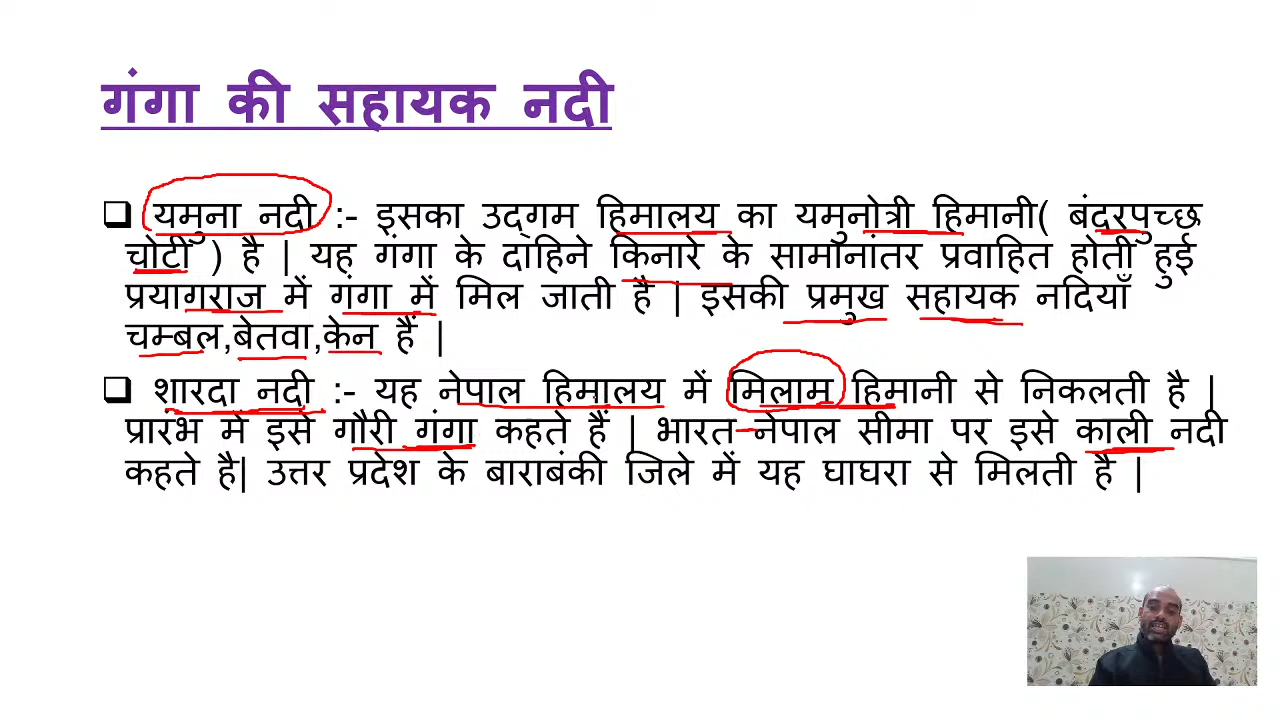 गंगा की सहायक नदी
यमुना नदी :- इसका उद्गम हिमालय का यमुनोत्री हिमानी( बंदरपुच्छ
चोटी ) है | यह गंगा के दाहिने किनारे के सामानांतर प्रवाहित होती हुई
प्रयागराज में गंगा में मिल जाती है | इसकी प्रमुख सहायक नदियाँ
चम्बल,बेतवा,केन हैं |
शारदा नदी :- यह नेपाल हिमालय में मिलाम हिमानी से निकलती है |
प्रारंभ में इसे गौरी गंगा कहते हैं | भारत-नेपाल सीमा पर इसे काली नदी
कहते है| उत्तर प्रदेश के बाराबंकी जिले में यह घाघरा से मिलती है |